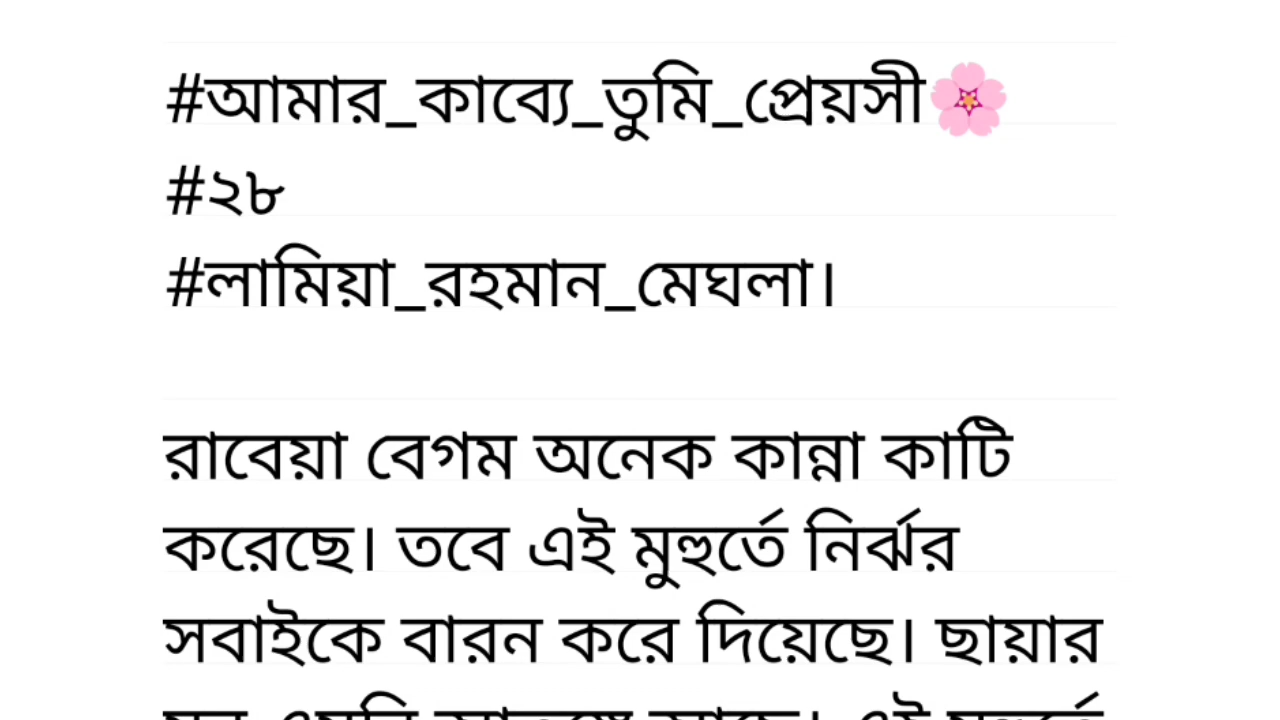 #আমার_কাব্যে_তুমি_প্রেয়সী🌸
#২৮
#লামিয়া_রহমান_মেঘলা।
রাবেয়া বেগম অনেক কান্না কাটি
করেছে। তবে এই মুহুর্তে নির্ঝর
সবাইকে বারন করে দিয়েছে। ছায়ার